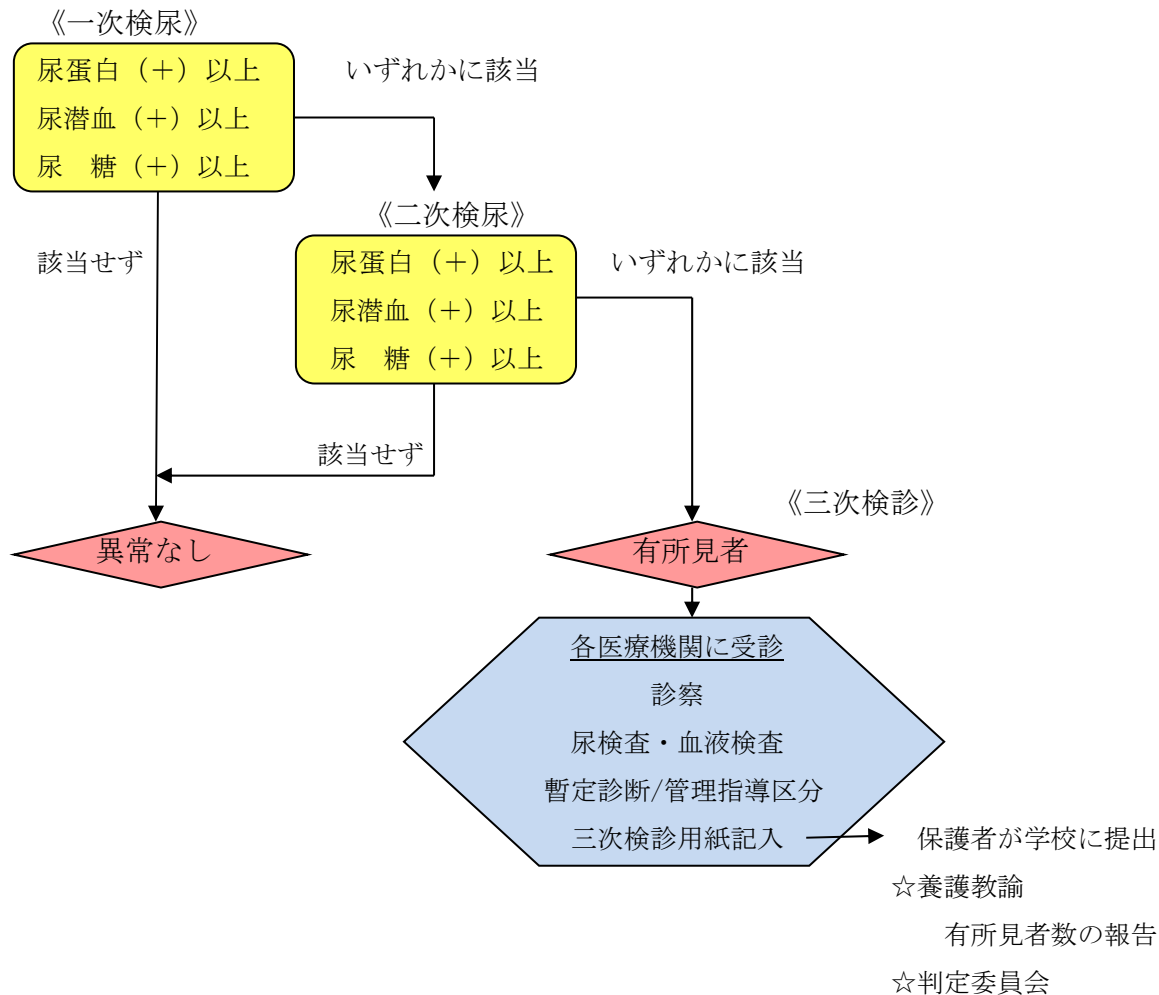 《一次検尿》
尿蛋白（＋）以上
いずれかに該当
尿潜血（＋）以上
尿　糖（＋）以上
《二次検尿》
該当せず
尿蛋白（＋）以上
いずれかに該当
尿潜血（＋）以上
尿　糖（＋）以上
該当せず
《三次検診》
異常なし
有所見者
各医療機関に受診
診察
尿検査・血液検査
暫定診断/管理指導区分
三次検診用紙記入
保護者が学校に提出
☆養護教諭
有所見者数の報告
☆判定委員会